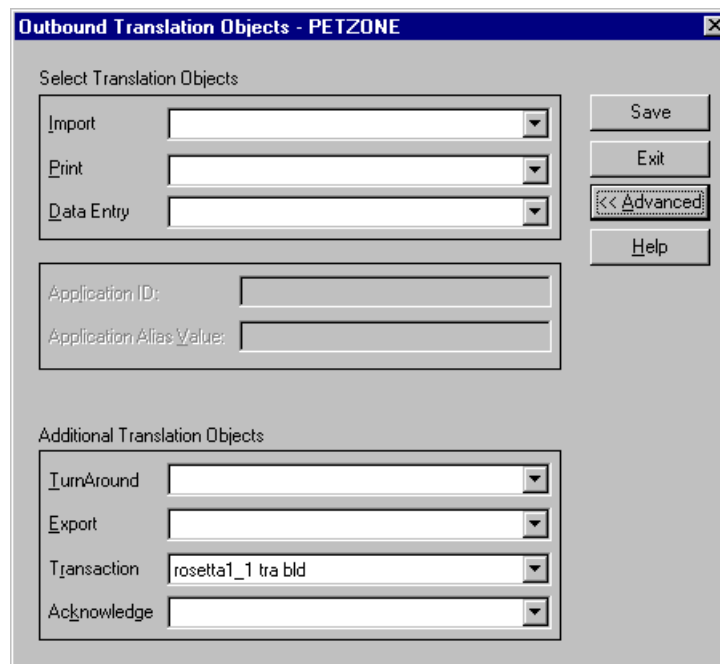 Outbound Translation Objects - PETZONE
Select Translation Objects
Import
Print
Data Entry
Save
Exit
<< Advanced
Help
Application ID:
Application Alias Value:
Additional Translation Objects
TurnAround
Export
Transaction rosetta1_1 tra bld
Acknowledge